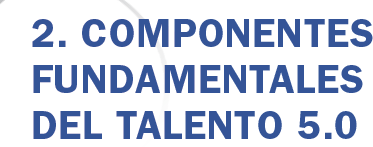 2. COMPONENTES
FUNDAMENTALES
DEL TALENTO 5.0